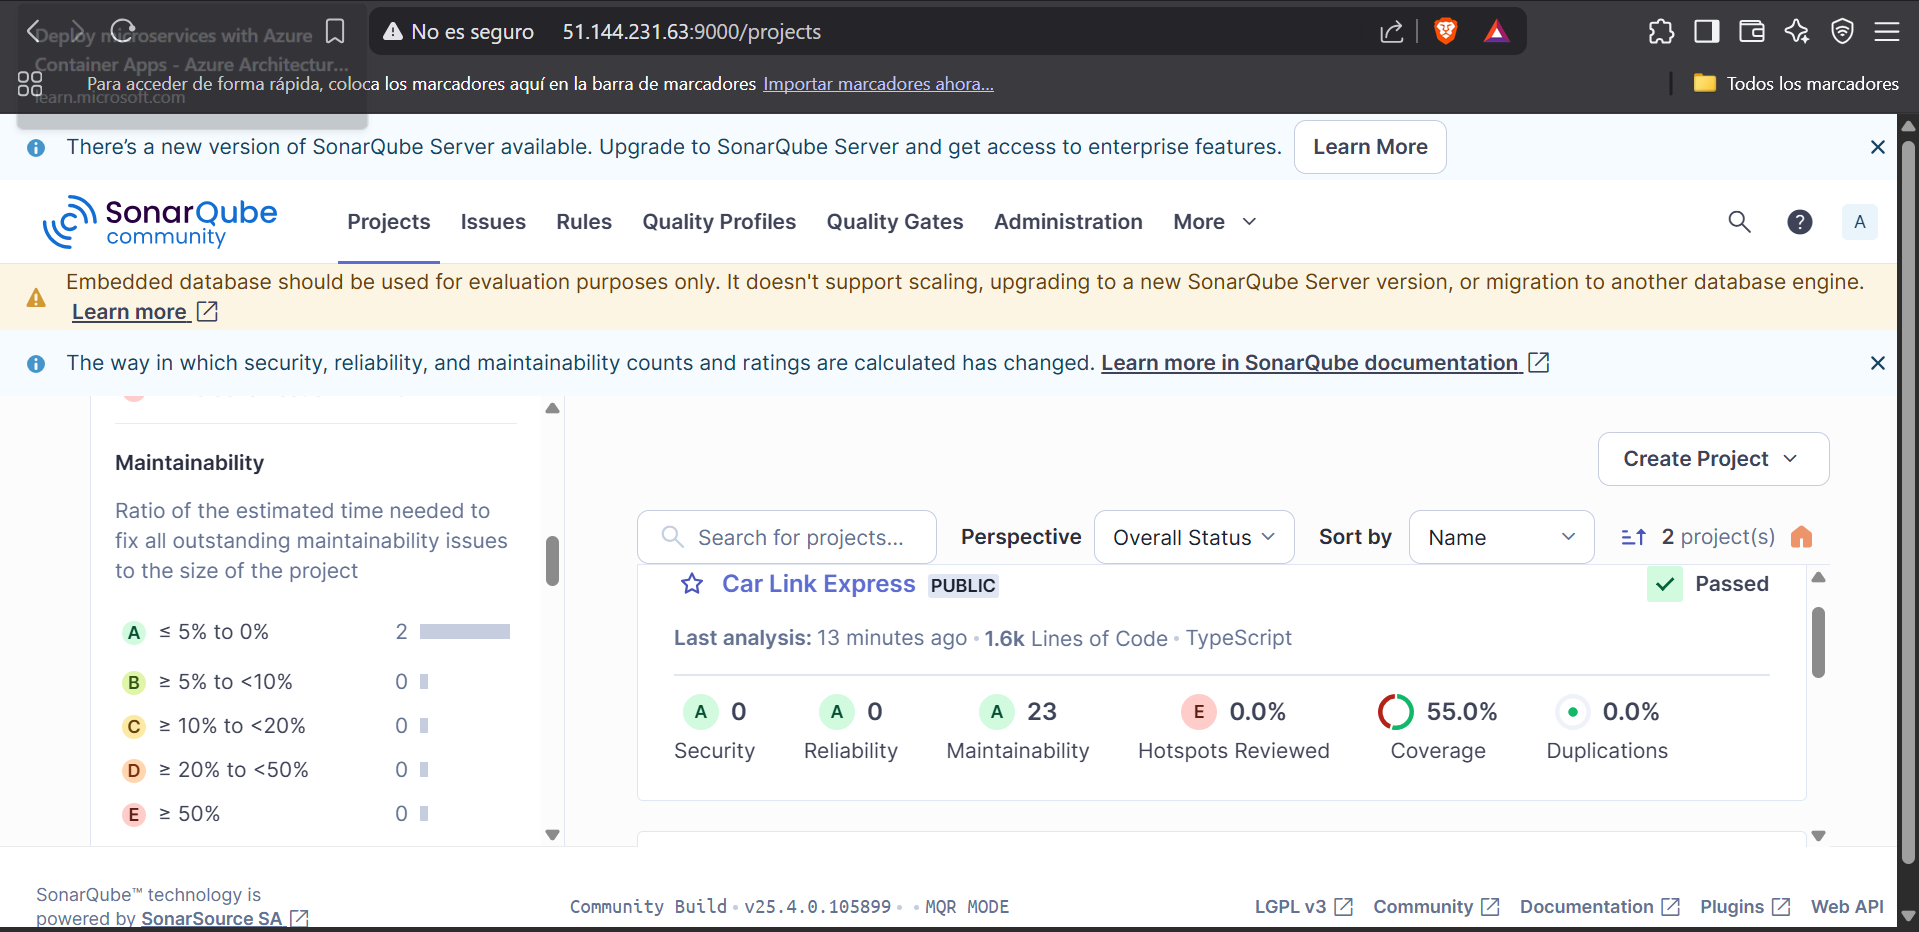 Deploy microservices with Azure
Container Apps - Azure Architectur...
learn.microsoft.com
No es seguro 51.144.231.63:9000/projects
Para acceder de forma rápida, coloca los marcadores aquí en la barra de marcadores Importar marcadores ahora...
Todos los marcadores
There's a new version of SonarQube Server available. Upgrade to SonarQube Server and get access to enterprise features. Learn More
SonarQube
community
Projects Issues Rules Quality Profiles Quality Gates Administration More ? A
Embedded database should be used for evaluation purposes only. It doesn't support scaling, upgrading to a new SonarQube Server version, or migration to another database engine.
Learn more
The way in which security, reliability, and maintainability counts and ratings are calculated has changed. Learn more in SonarQube documentation
Maintainability
Ratio of the estimated time needed to
fix all outstanding maintainability issues
to the size of the project
A ≤ 5% to 0% 2
B ≥ 5% to <10% 0
C ≥ 10% to <20% 0
D ≥ 20% to <50% 0
E ≥ 50% 0
Create Project
Search for projects... Perspective Overall Status Sort by Name 2 project(s)
Car Link Express PUBLIC Passed
Last analysis: 13 minutes ago • 1.6k Lines of Code • TypeScript
A 0 A 0 A 23 E 0.0% 55.0% 0.0%
Security Reliability Maintainability Hotspots Reviewed Coverage Duplications
SonarQube™ technology is
powered by SonarSource SA
Community Build • v25.4.0.105899 • • MQR MODE
LGPL v3 Community Documentation Plugins Web API